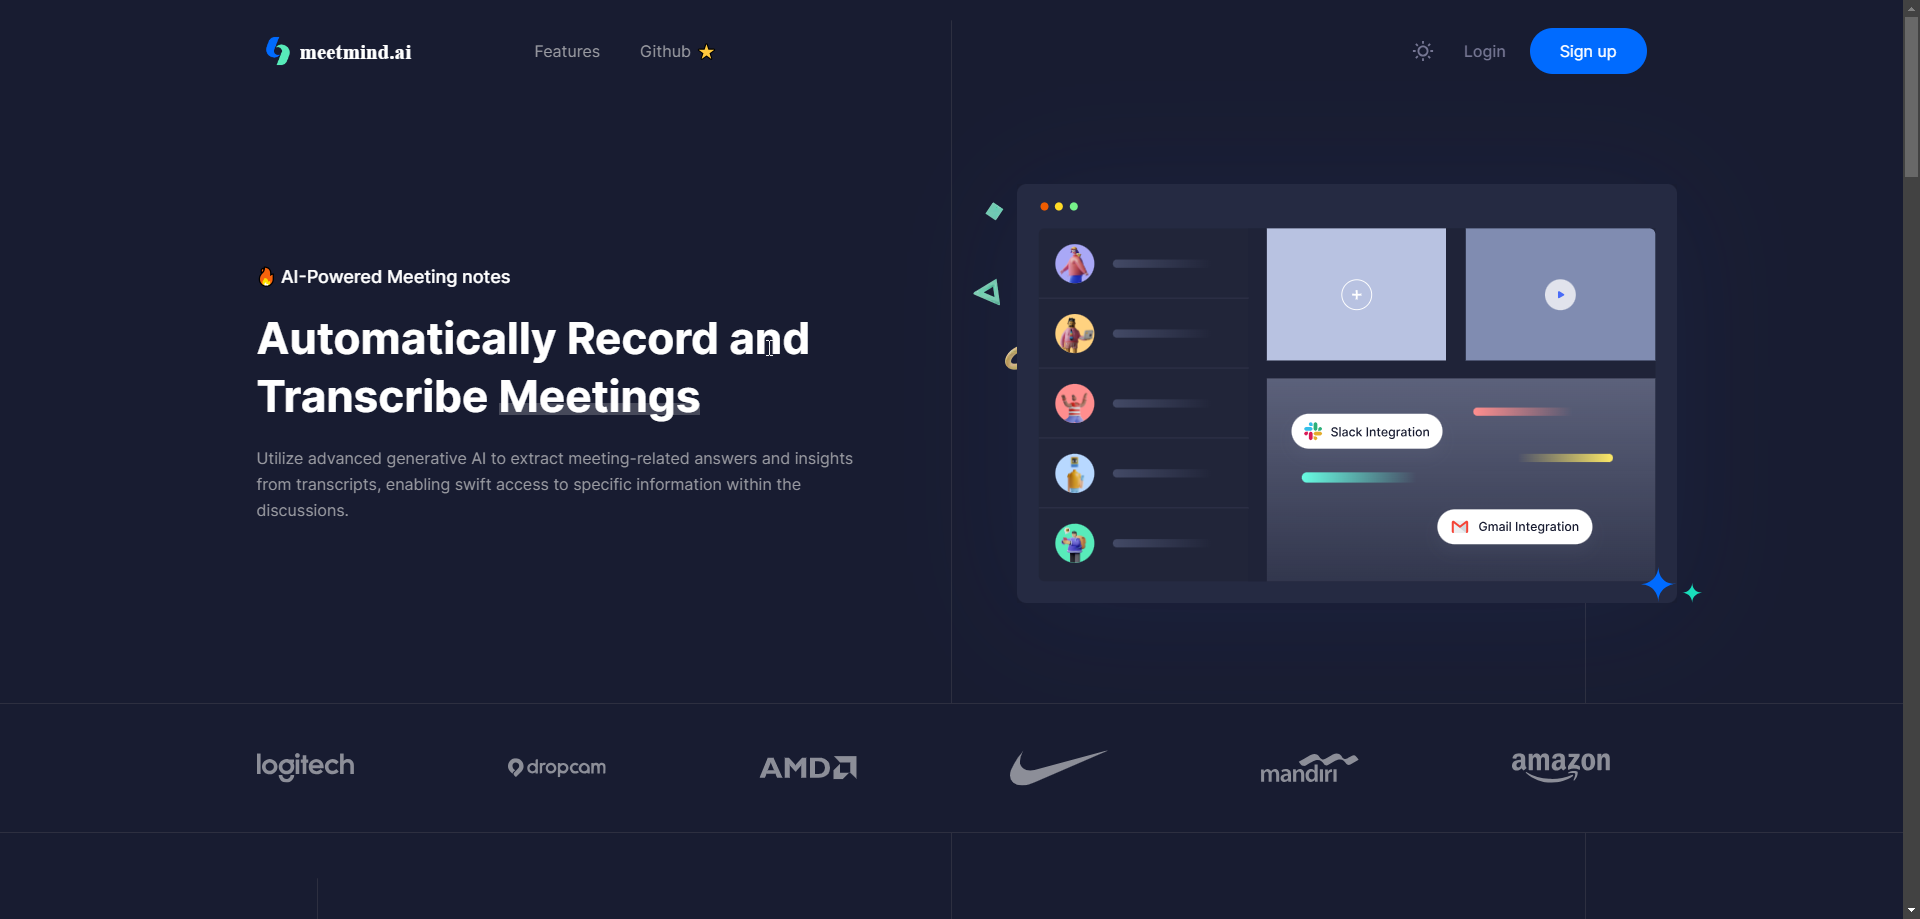 meetmind.ai
Features
Github
Login
Sign up
AI-Powered Meeting notes
Automatically Record and
Transcribe Meetings
Utilize advanced generative AI to extract meeting-related answers and insights
from transcripts, enabling swift access to specific information within the
discussions.
Slack Integration
Gmail Integration
logitech
dropcam
AMD
mandiri
amazon